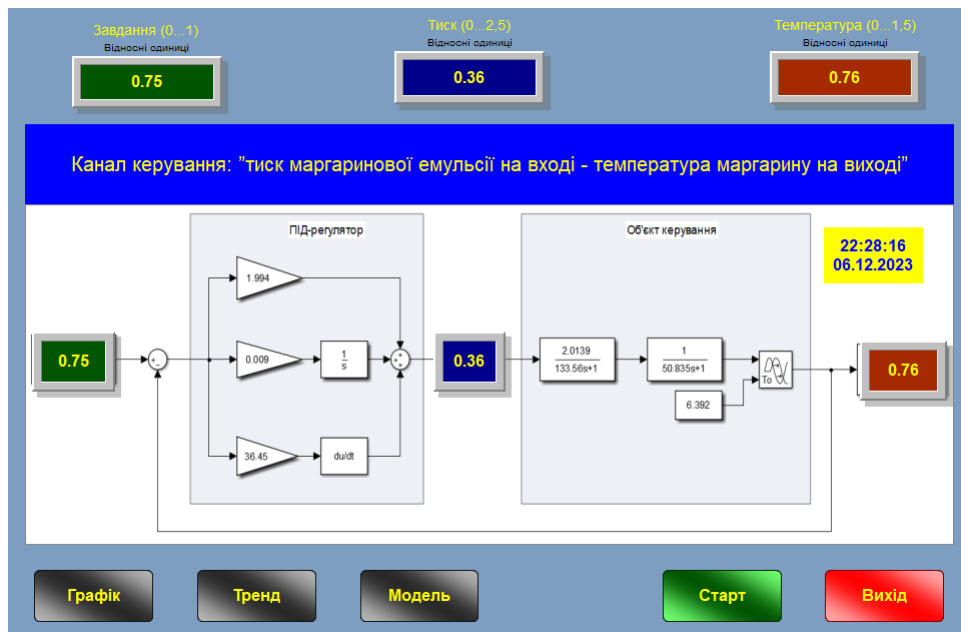 Завдання (0...1)
Відносні одиниці
0.75
Тиск (0...2,5)
Відносні одиниці
0.36
Температура (0...1,5)
Відносні одиниці
0.76
Канал керування: ”тиск маргаринової емульсії на вході - температура маргарину на виході”
ПІД-регулятор
Об'єкт керування
22:28:16
06.12.2023
1.994
0.75
0.009
1
s
0.36
2.0139
133.56s+1
1
50.835s+1
To
6.392
0.76
36.45
du/dt
Графік
Тренд
Модель
Старт
Вихід